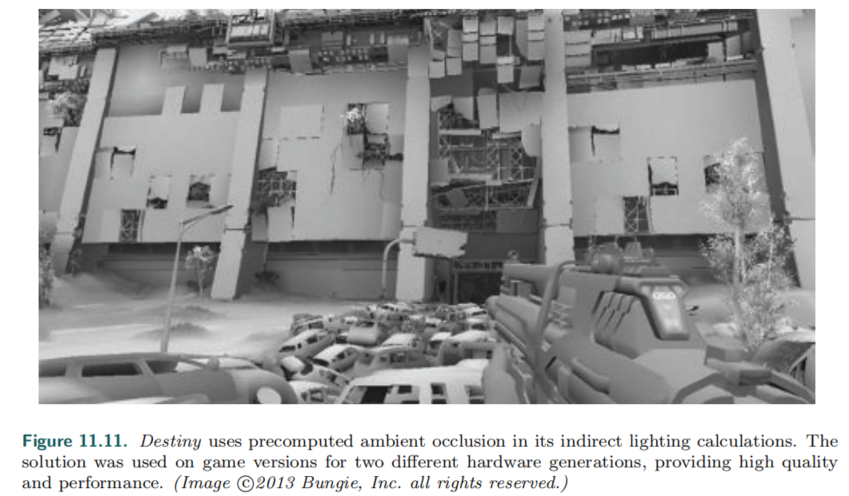 Figure 11.11. Destiny uses precomputed ambient occlusion in its indirect lighting calculations. The
solution was used on game versions for two different hardware generations, providing high quality
and performance. (Image ©2013 Bungie, Inc. all rights reserved.)